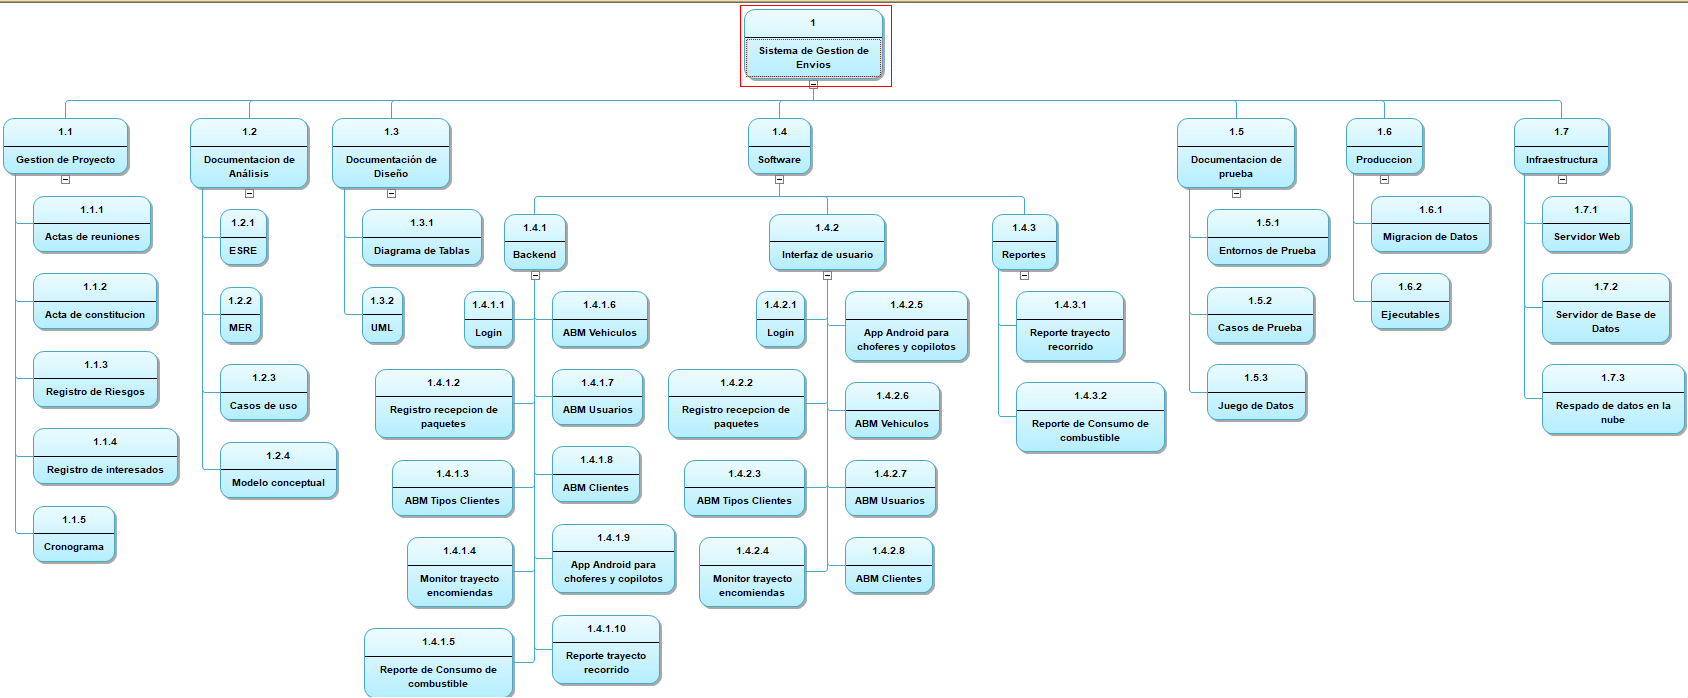 1
Sistema de Gestion de
Envios
1.1
Gestion de Proyecto
1.1.1
Actas de reuniones
1.1.2
Acta de constitucion
1.1.3
Registro de Riesgos
1.1.4
Registro de interesados
1.1.5
Cronograma
1.2
Documentacion de
Análisis
1.2.1
ESRE
1.2.2
MER
1.2.3
Casos de uso
1.2.4
Modelo conceptual
1.3
Documentación de
Diseño
1.3.1
Diagrama de Tablas
1.3.2
UML
1.4
Software
1.4.1
Backend
1.4.1.1
Login
1.4.1.2
Registro recepcion de
paquetes
1.4.1.3
ABM Tipos Clientes
1.4.1.4
Monitor trayecto
encomiendas
1.4.1.5
Reporte de Consumo de
combustible
1.4.1.6
ABM Vehiculos
1.4.1.7
ABM Usuarios
1.4.1.8
ABM Clientes
1.4.1.9
App Android para
choferes y copilotos
1.4.1.10
Reporte trayecto
recorrido
1.4.2
Interfaz de usuario
1.4.2.1
Login
1.4.2.2
Registro recepcion de
paquetes
1.4.2.3
ABM Tipos Clientes
1.4.2.4
Monitor trayecto
encomiendas
1.4.2.5
App Android para
choferes y copilotos
1.4.2.6
ABM Vehiculos
1.4.2.7
ABM Usuarios
1.4.2.8
ABM Clientes
1.4.3
Reportes
1.4.3.1
Reporte trayecto
recorrido
1.4.3.2
Reporte de Consumo de
combustible
1.5
Documentacion de
prueba
1.5.1
Entornos de Prueba
1.5.2
Casos de Prueba
1.5.3
Juego de Datos
1.6
Produccion
1.6.1
Migracion de Datos
1.6.2
Ejecutables
1.7
Infraestructura
1.7.1
Servidor Web
1.7.2
Servidor de Base de
Datos
1.7.3
Respado de datos en la
nube